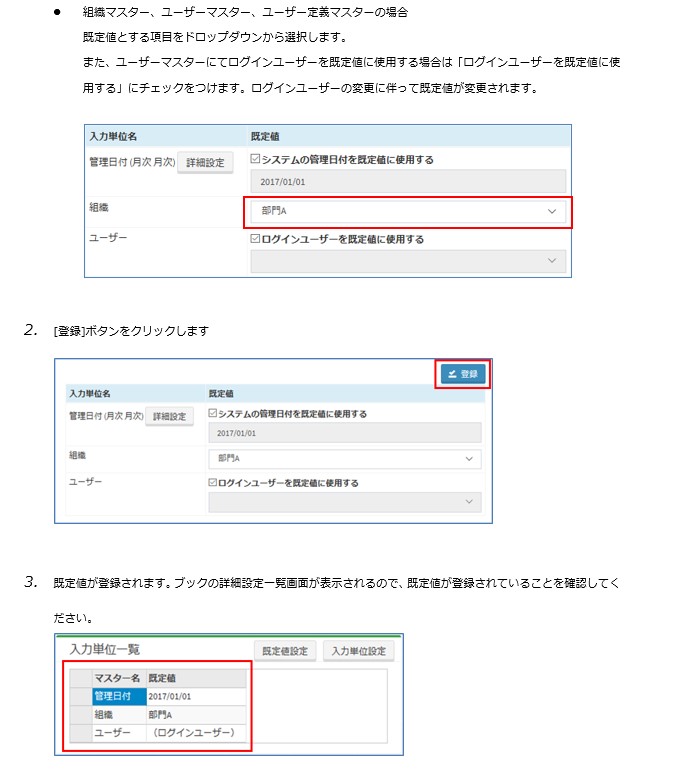 ● 組織マスター、ユーザーマスター、ユーザー定義マスターの場合
既定値とする項目をドロップダウンから選択します。
また、ユーザーマスターにてログインユーザーを既定値に使用する場合は「ログインユーザーを既定値に使
用する」にチェックをつけます。ログインユーザーの変更に伴って既定値が変更されます。
入力単位名 既定値
管理日付(月次 月次) 詳細設定 システムの管理日付を既定値に使用する
2017/01/01
組織 部門A
ユーザー ログインユーザーを既定値に使用する
2. [登録]ボタンをクリックします
登録
入力単位名 既定値
管理日付(月次 月次) 詳細設定 システムの管理日付を既定値に使用する
2017/01/01
組織 部門A
ユーザー ログインユーザーを既定値に使用する
3. 既定値が登録されます。ブックの詳細設定一覧画面が表示されるので、既定値が登録されていることを確認してく
ださい。
入力単位一覧 既定値設定 入力単位設定
マスター名 既定値
管理日付 2017/01/01
組織 部門A
ユーザー （ログインユーザー）